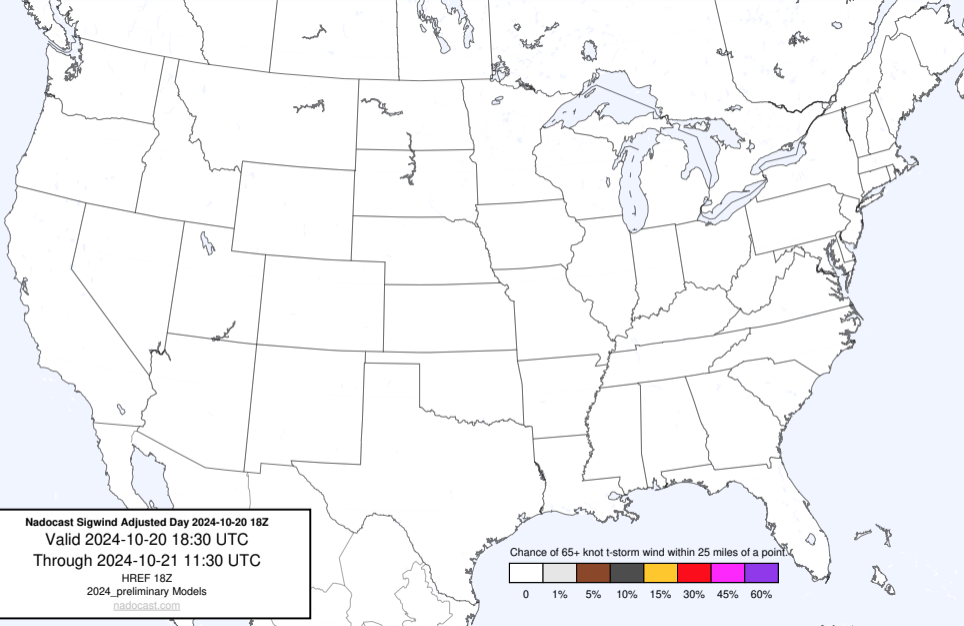 Nadocast Sigwind Adjusted Day 2024-10-20 18Z
Valid 2024-10-20 18:30 UTC
Through 2024-10-21 11:30 UTC
HREF 18Z
2024_preliminary Models
nadocast.com
Chance of 65+ knot t-storm wind within 25 miles of a point.
0 1% 5% 10% 15% 30% 45% 60%